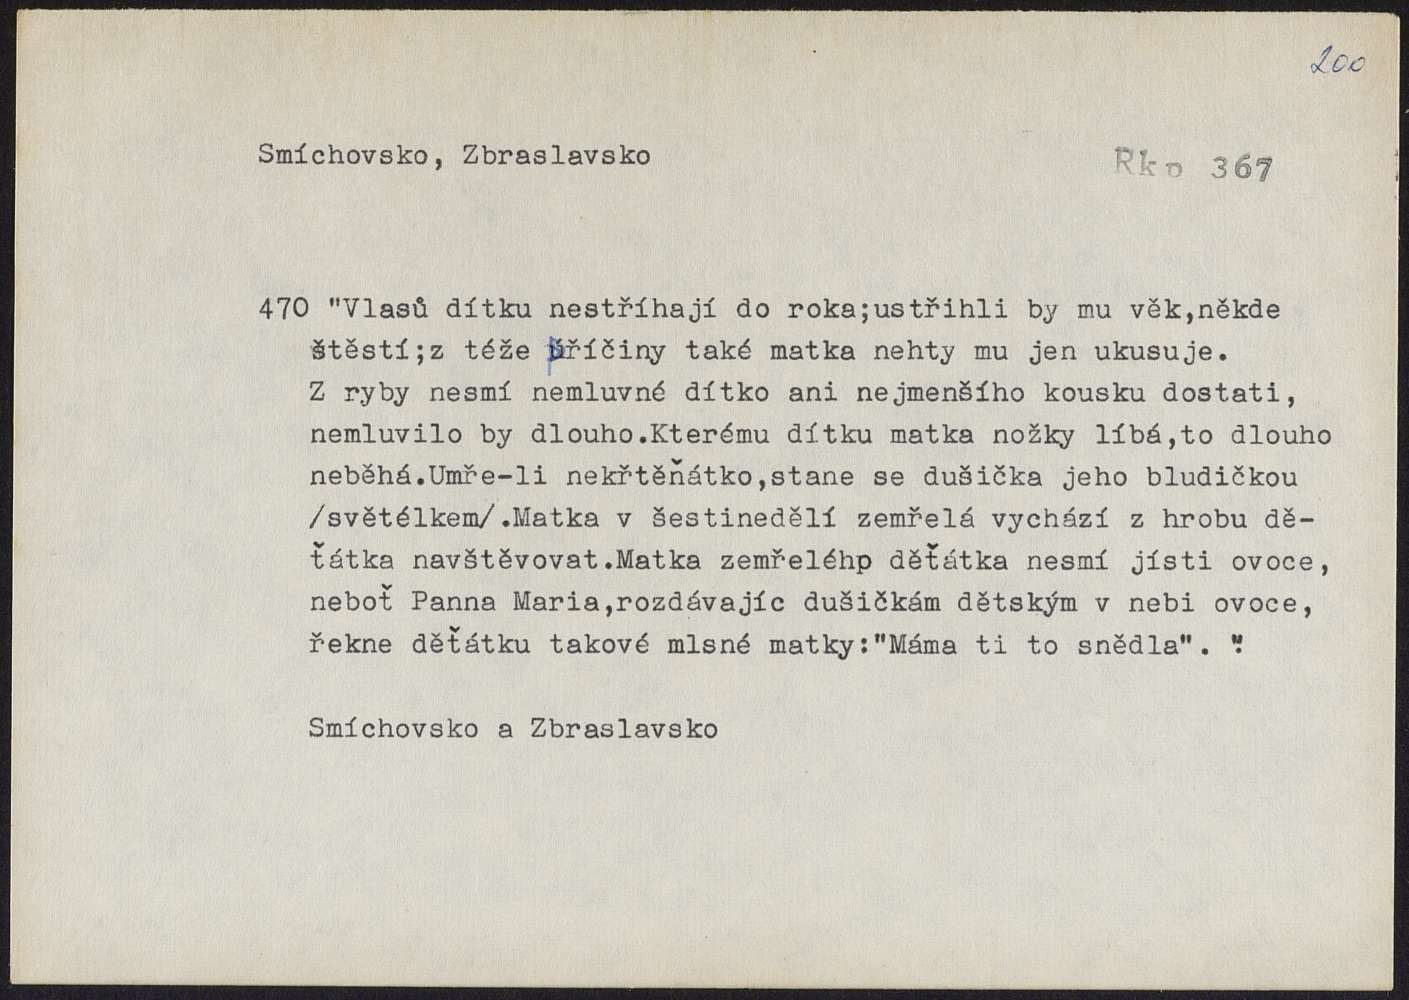 200
Smíchovsko, Zbraslavsko
Rkp 367
470 "Vlasů dítku nestříhají do roka;ustřihli by mu věk,někde
štěstí;z téže příčiny také matka nehty mu jen ukusuje.
Z ryby nesmí nemluvné dítko ani nejmenšího kousku dostati,
nemluvilo by dlouho.Kterému dítku matka nožky líbá,to dlouho
neběhá.Umře-li nekřtěňátko,stane se dušička jeho bludičkou
/světélkem/.Matka v šestinedělí zemřelá vychází z hrobu dě-
ťátka navštěvovat.Matka zemřeléhp děťátka nesmí jísti ovoce,
neboť Panna Maria,rozdávajíc dušičkám dětským v nebi ovoce,
řekne děťátku takové mlsné matky:"Máma ti to snědla". "
Smíchovsko a Zbraslavsko